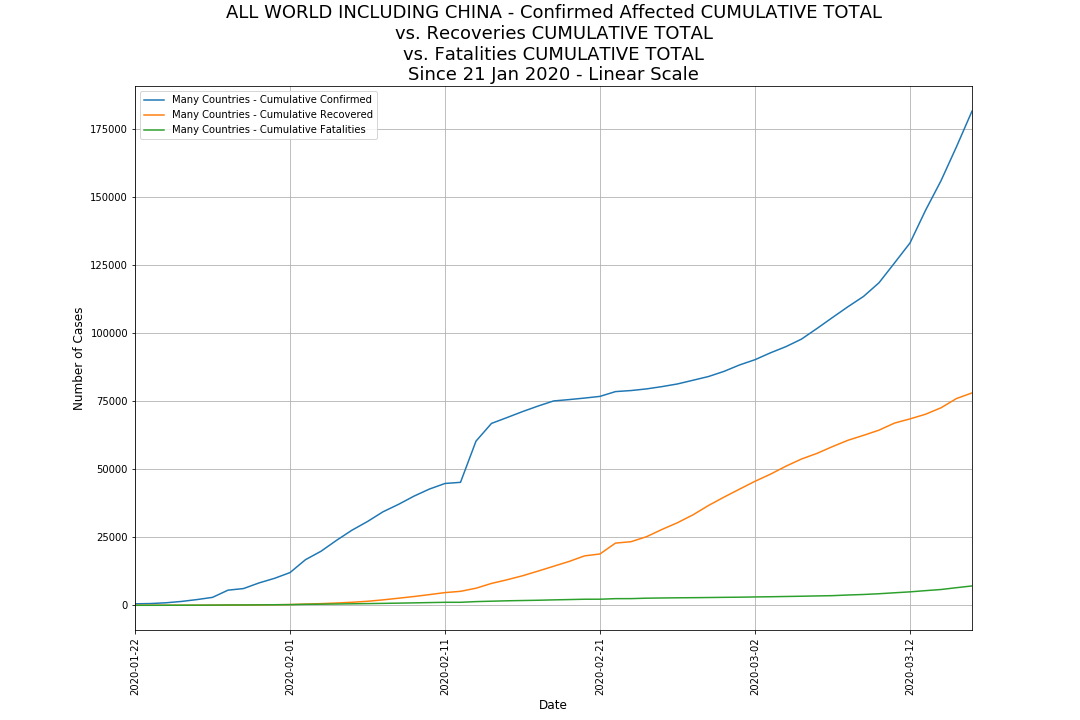 ALL WORLD INCLUDING CHINA - Confirmed Affected CUMULATIVE TOTAL
vs. Recoveries CUMULATIVE TOTAL
vs. Fatalities CUMULATIVE TOTAL
Since 21 Jan 2020 - Linear Scale
Many Countries - Cumulative Confirmed
Many Countries - Cumulative Recovered
Many Countries - Cumulative Fatalities
Number of Cases
175000
150000
125000
100000
75000
50000
25000
0
2020-01-22
2020-02-01
2020-02-11
2020-02-21
2020-03-02
2020-03-12
Date